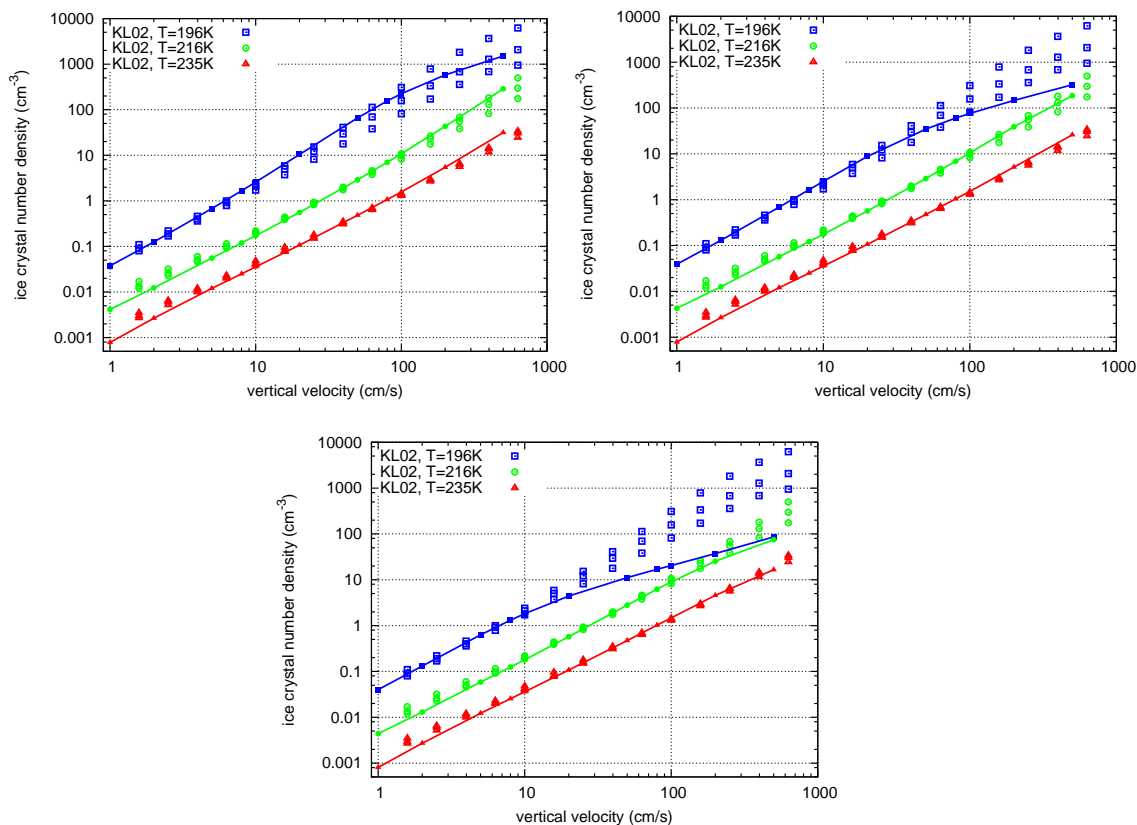 10000
1000
100
10
1
0.1
0.01
0.001
ice crystal number density (cm-3)
KL02, T=196K
KL02, T=216K
KL02, T=235K
1 10 100 1000
vertical velocity (cm/s)
10000
1000
100
10
1
0.1
0.01
0.001
ice crystal number density (cm-3)
KL02, T=196K
KL02, T=216K
KL02, T=235K
1 10 100 1000
vertical velocity (cm/s)
10000
1000
100
10
1
0.1
0.01
0.001
ice crystal number density (cm-3)
KL02, T=196K
KL02, T=216K
KL02, T=235K
1 10 100 1000
vertical velocity (cm/s)